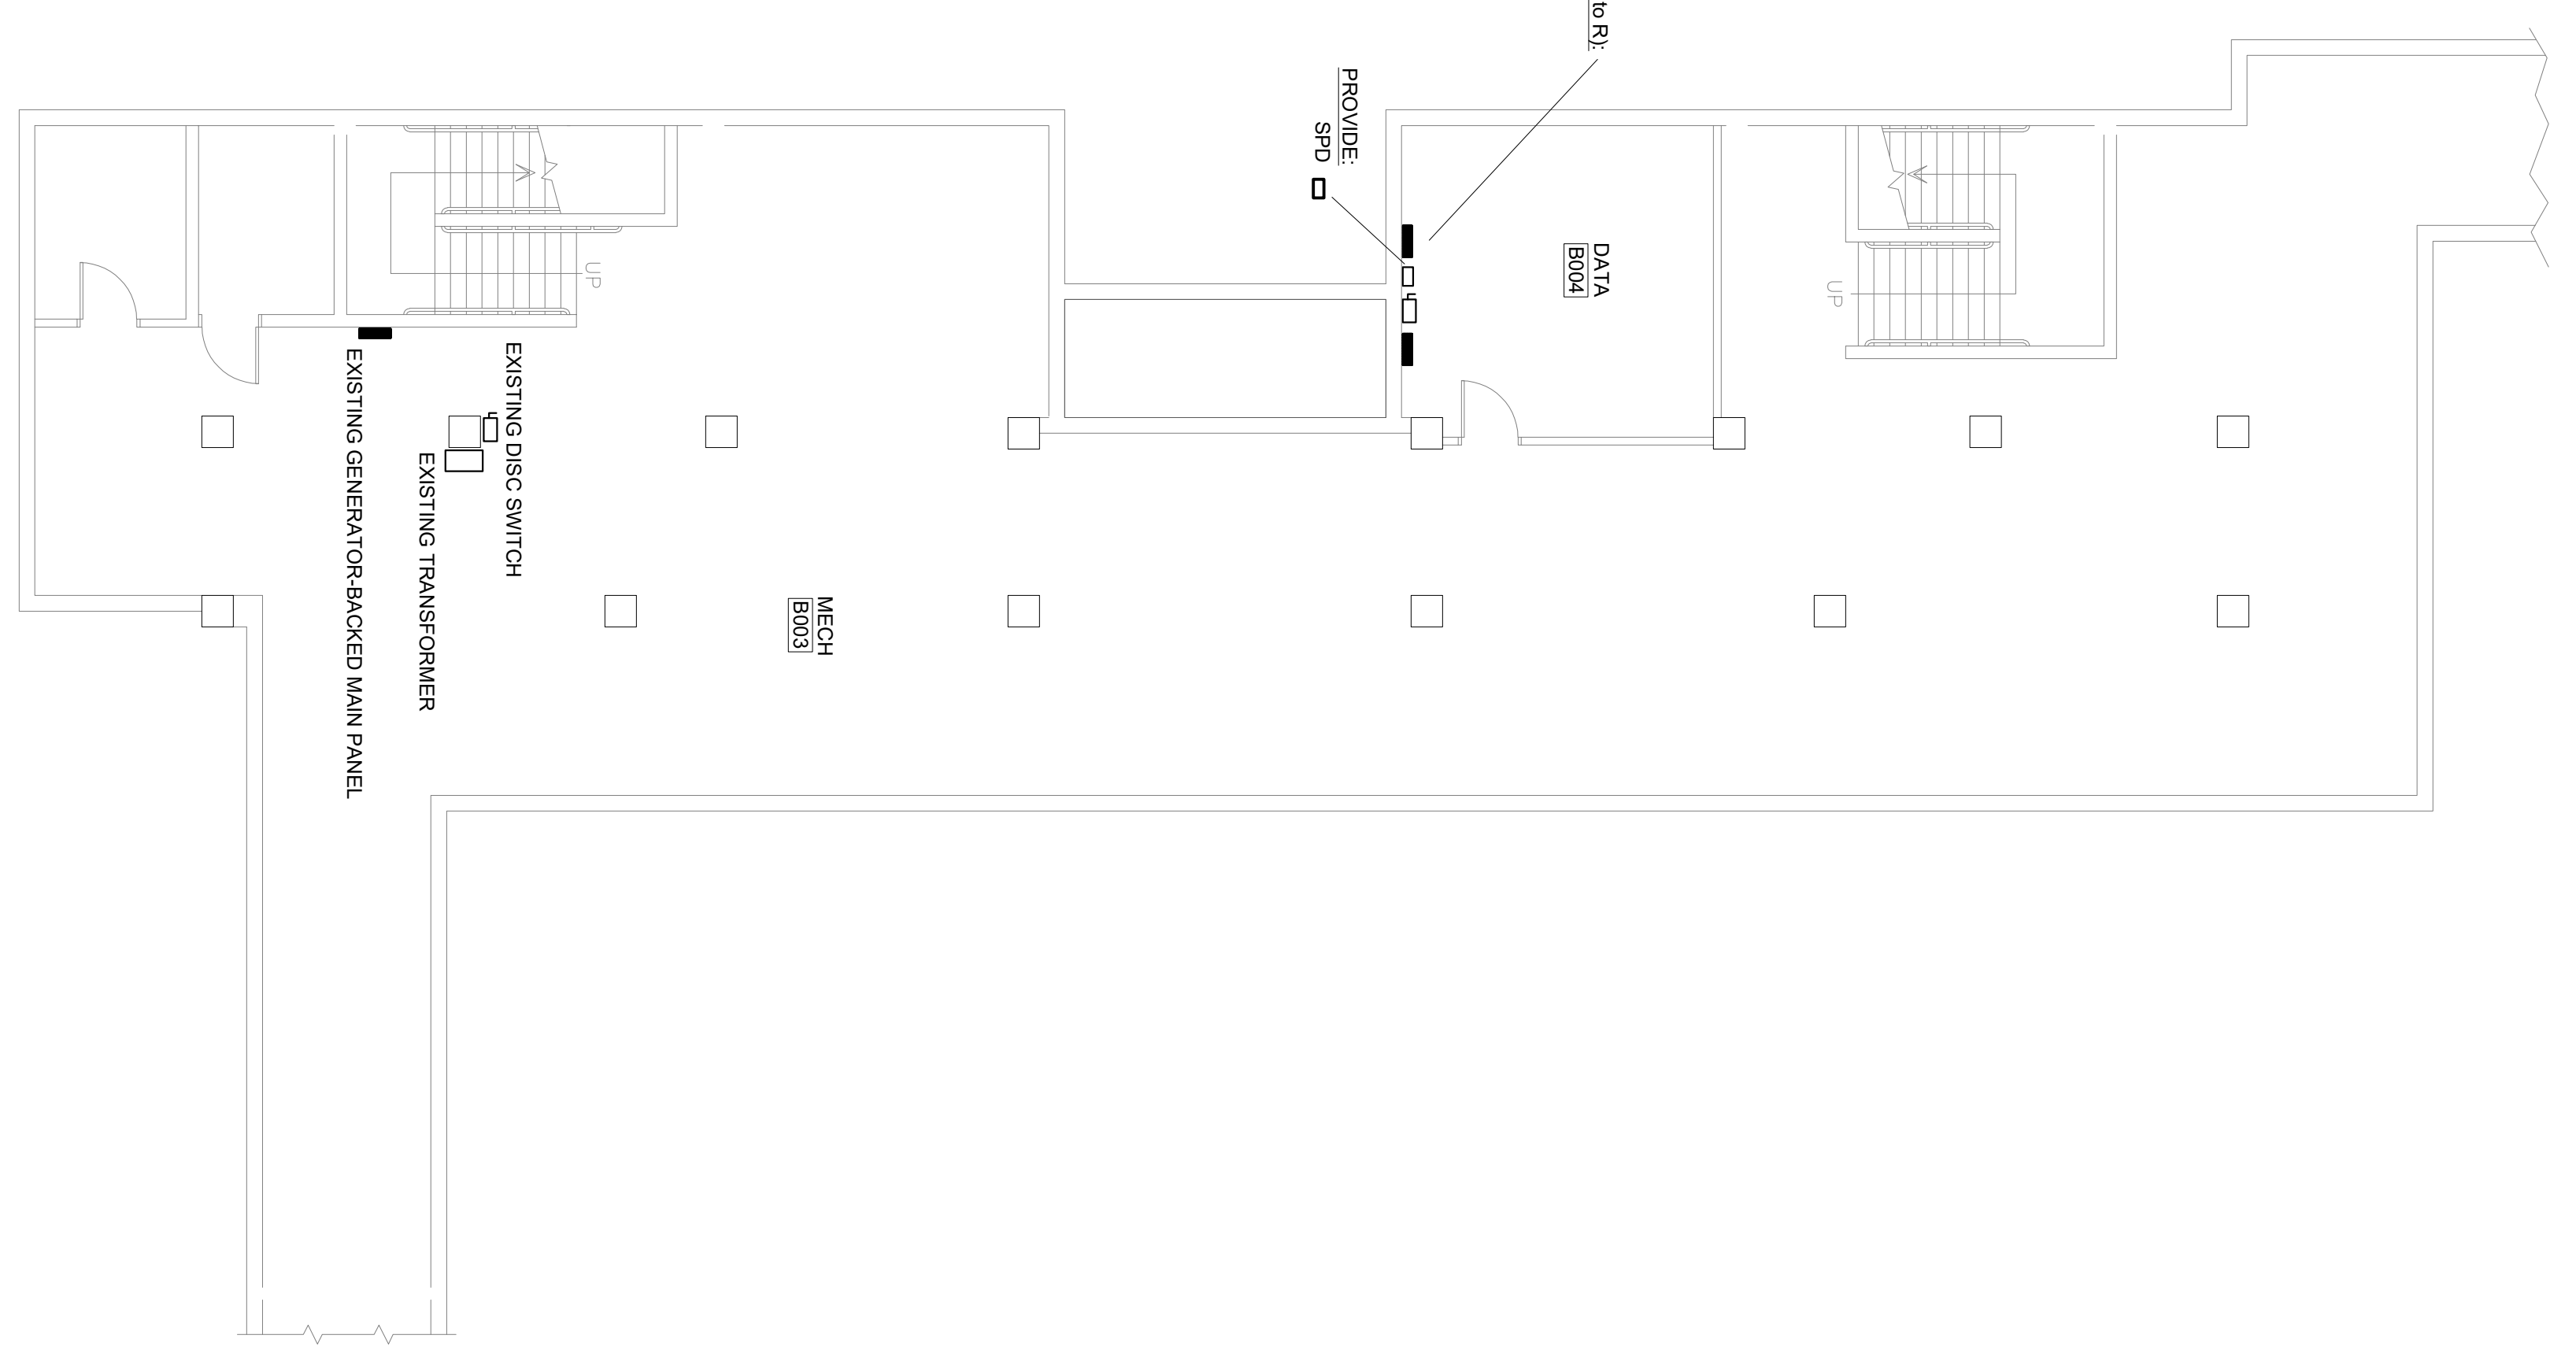 to R):
PROVIDE:
SPD
DATA
B004
UP
UP
EXISTING DISC SWITCH
EXISTING TRANSFORMER
EXISTING GENERATOR-BACKED MAIN PANEL
MECH
B003